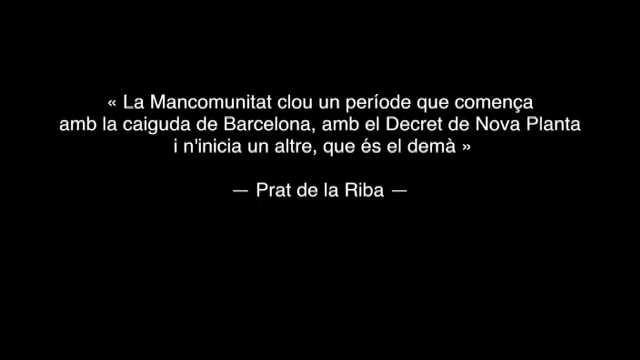 « La Mancomunitat clou un període que comença
amb la caiguda de Barcelona, amb el Decret de Nova Planta
i n'inicia un altre, que és el demà »
— Prat de la Riba —